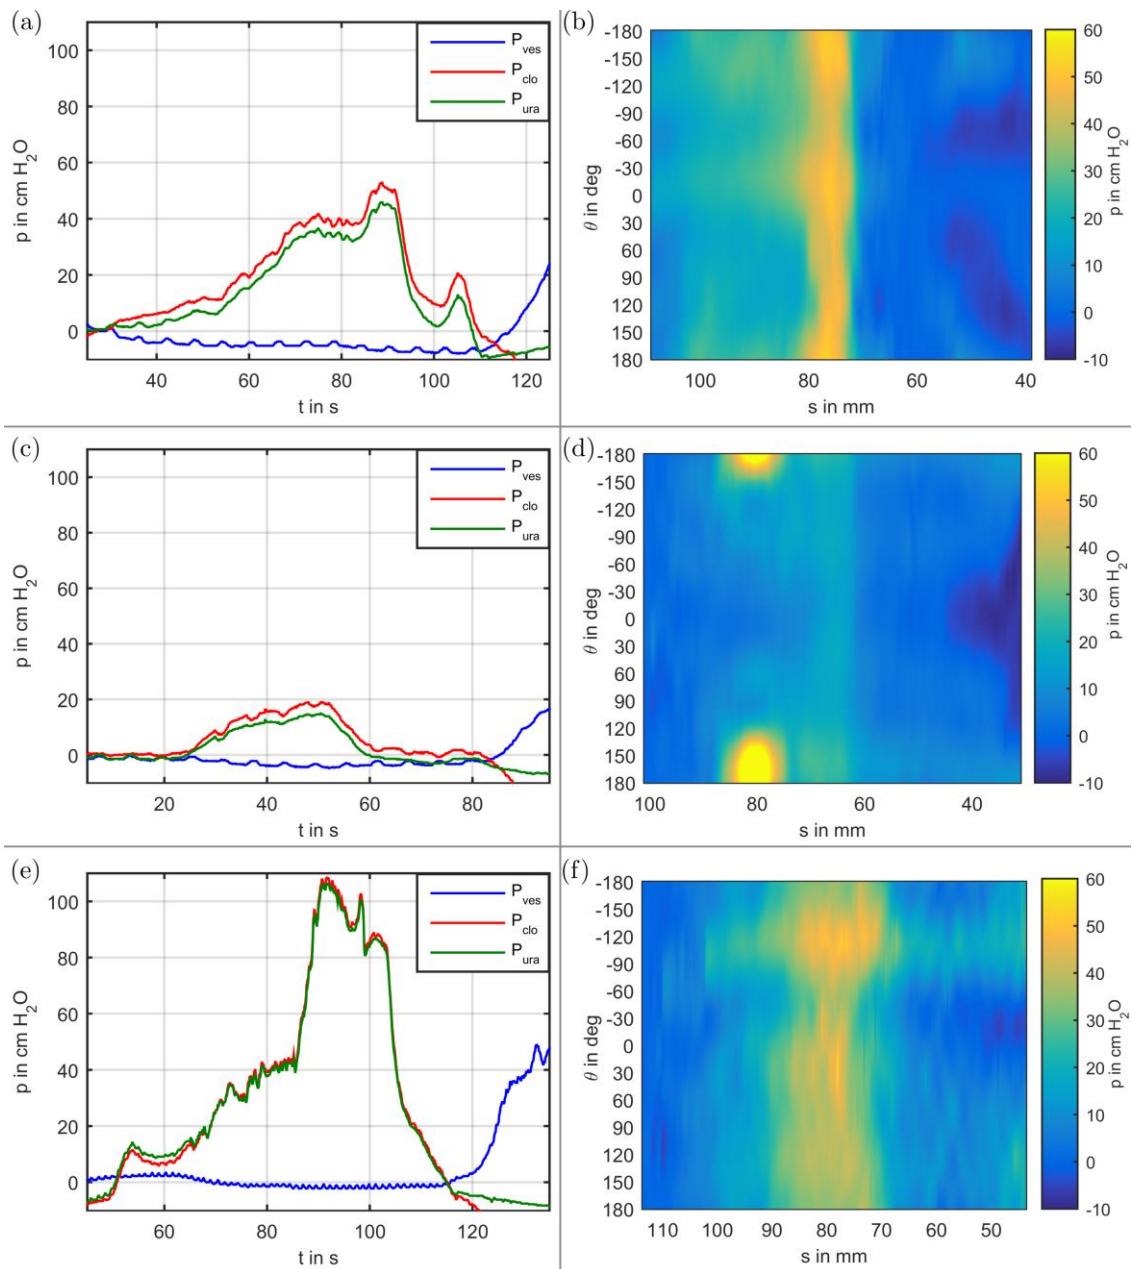 (a)
100
80
60
40
20
0
40 60 80 100 120
p in cm H₂O
t in s
P_ves
P_clo
P_ura
(b)
-180
-150
-120
-90
-60
-30
0
30
60
90
120
150
180
100 80 60 40
θ in deg
s in mm
60
50
40
30
20
10
0
-10
p in cm H₂O
(c)
100
80
60
40
20
0
20 40 60 80
p in cm H₂O
t in s
P_ves
P_clo
P_ura
(d)
-180
-150
-120
-90
-60
-30
0
30
60
90
120
150
180
100 80 60 40
θ in deg
s in mm
60
50
40
30
20
10
0
-10
p in cm H₂O
(e)
100
80
60
40
20
0
60 80 100 120
p in cm H₂O
t in s
P_ves
P_clo
P_ura
(f)
-180
-150
-120
-90
-60
-30
0
30
60
90
120
150
180
110 100 90 80 70 60 50
θ in deg
s in mm
60
50
40
30
20
10
0
-10
p in cm H₂O